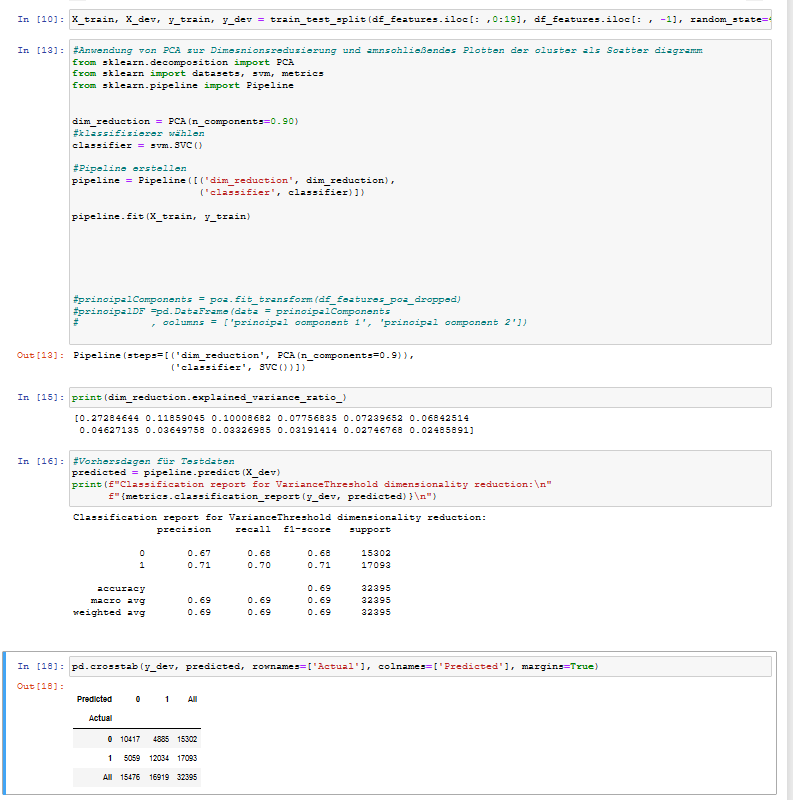 In [10]: X_train, X_dev, y_train, y_dev = train_test_split(df_features.iloc[: ,0:19], df_features.iloc[: , -1], random_state=
In [13]: #Anwendung von PCA zur Dimesnionsreduzierung und amnschließendes Plotten der cluster als Scatter diagramm
from sklearn.decomposition import PCA
from sklearn import datasets, svm, metrics
from sklearn.pipeline import Pipeline
dim_reduction = PCA(n_components=0.90)
#klassifizierer wählen
classifier = svm.SVC()
#Pipeline erstellen
pipeline = Pipeline([('dim_reduction', dim_reduction),
('classifier', classifier)])
pipeline.fit(X_train, y_train)
#principalComponents = pca.fit_transform(df_features_pca_dropped)
#principalDF =pd.DataFrame(data = principalComponents
# , columns = ['principal component 1', 'principal component 2'])
Out[13]: Pipeline(steps=[('dim_reduction', PCA(n_components=0.9)),
('classifier', SVC())])
In [15]: print(dim_reduction.explained_variance_ratio_)
[0.27284644 0.11859045 0.10008682 0.07756835 0.07239652 0.06842514
0.04627135 0.03649758 0.03326985 0.03191414 0.02746768 0.02485891]
In [16]: #Vorhersdagen für Testdaten
predicted = pipeline.predict(X_dev)
print(f"Classification report for VarianceThreshold dimensionality reduction:\n"
f"{metrics.classification_report(y_dev, predicted)}\n")
Classification report for VarianceThreshold dimensionality reduction:
precision recall f1-score support
0 0.67 0.68 0.68 15302
1 0.71 0.70 0.71 17093
accuracy 0.69 32395
macro avg 0.69 0.69 0.69 32395
weighted avg 0.69 0.69 0.69 32395
In [18]: pd.crosstab(y_dev, predicted, rownames=['Actual'], colnames=['Predicted'], margins=True)
Out[18]:
Predicted 0 1 All
Actual
0 10417 4885 15302
1 5059 12034 17093
All 15476 16919 32395